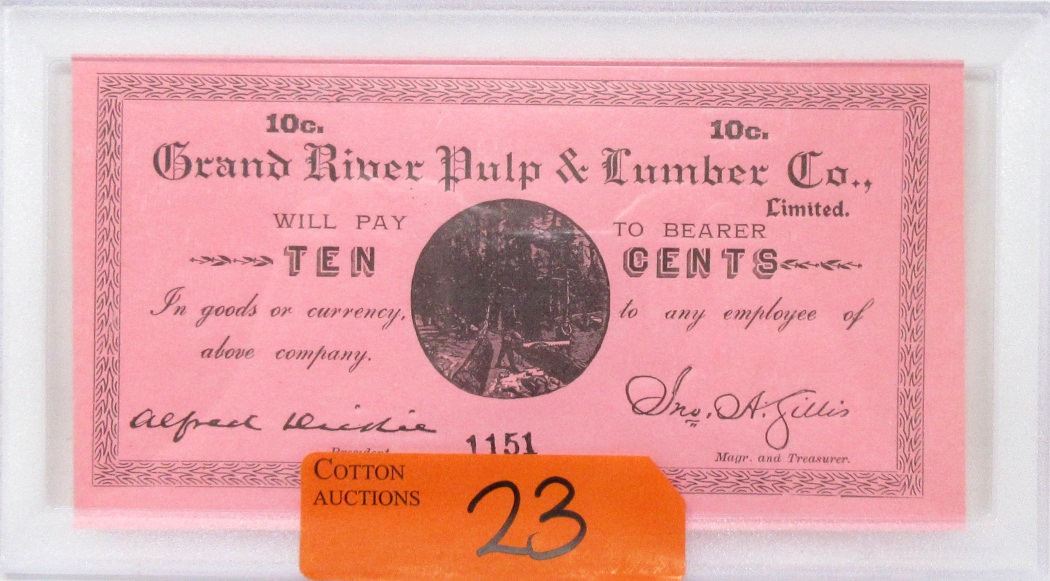 10c. 10c.
Grand River Pulp & Lumber Co.,
Limited.
WILL PAY TO BEARER
TEN CENTS
In goods or currency, to any employee of
above company.
Alfred Dickie Jno. A. Gillis
President 1151 Magr. and Treasurer.
COTTON
AUCTIONS 23